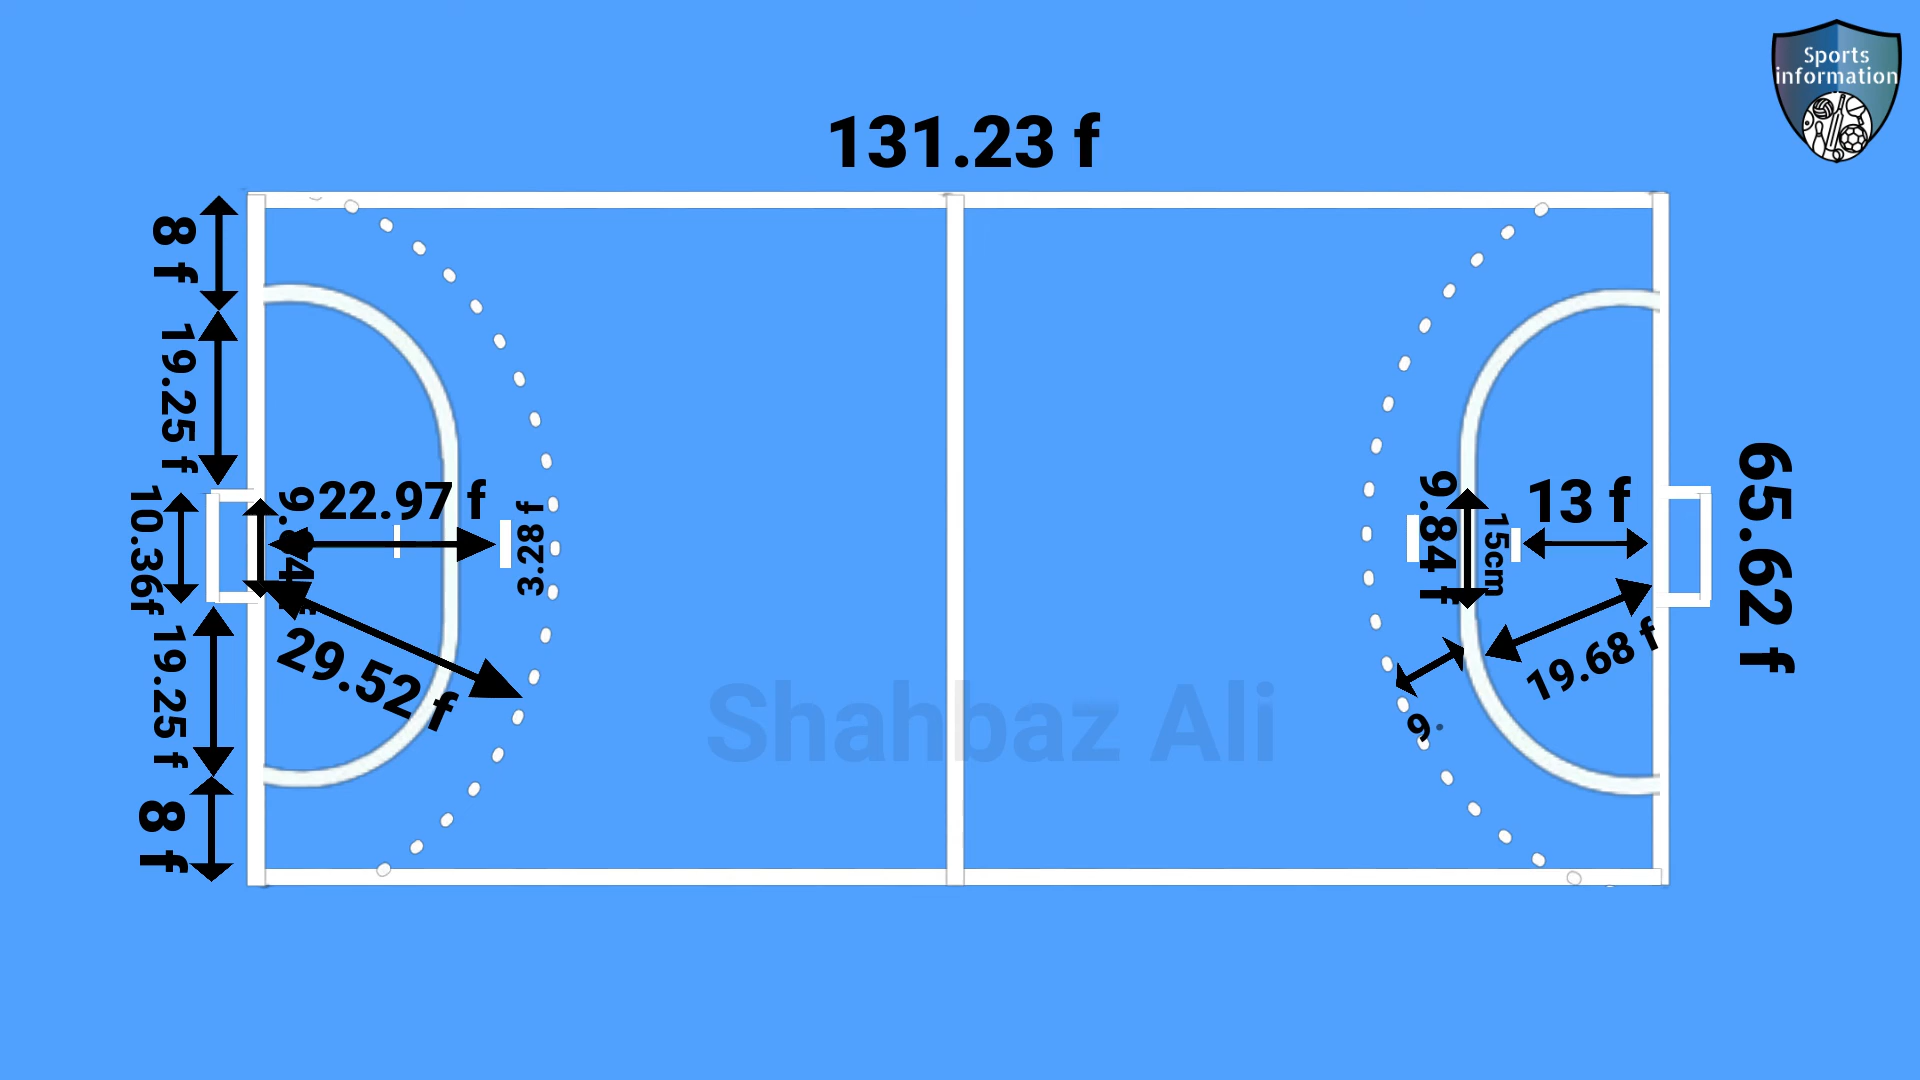 Sports
information
131.23 f
8 f
19.25 f
10.36f
19.25 f
8 f
22.97 f
3.28 f
29.52 f
9.84 f
15cm
13 f
19.68 f
9.
65.62 f
Shahbaz Ali